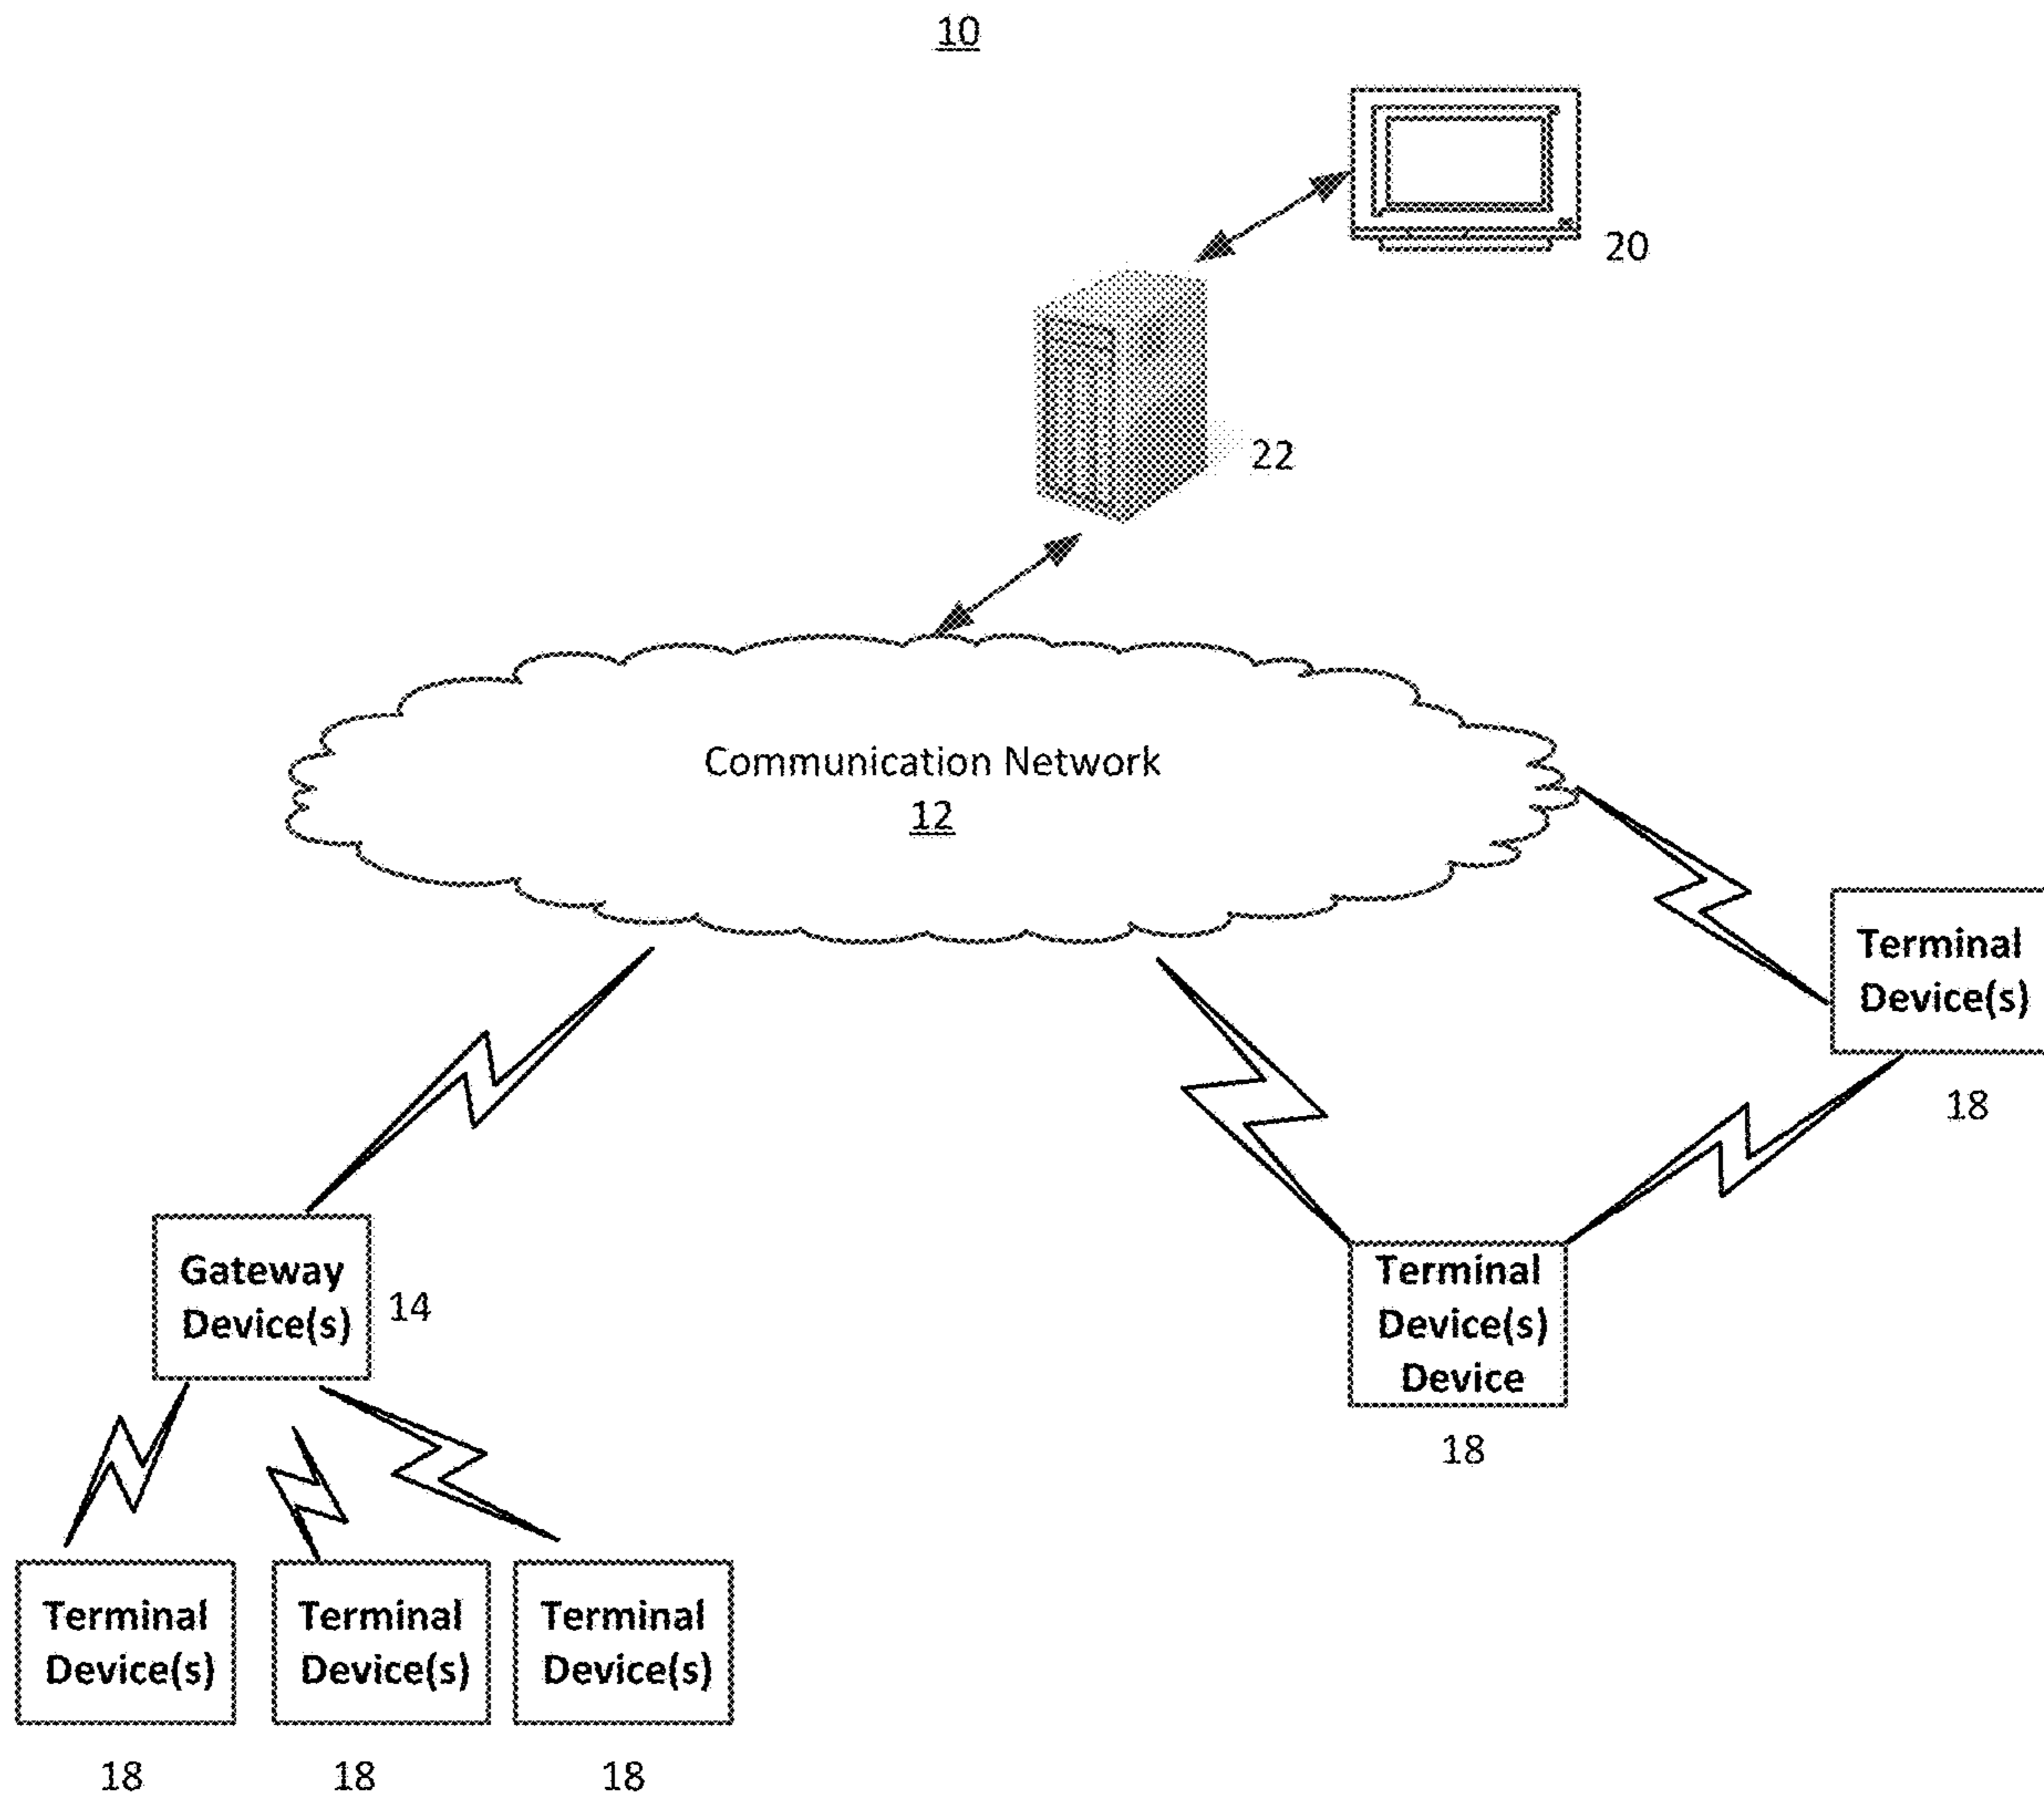 10
20
22
Communication Network
12
Terminal
Device(s)
18
Gateway
Device(s)
14
Terminal
Device(s)
Device
18
Terminal
Device(s)
Terminal
Device(s)
Terminal
Device(s)
18
18
18